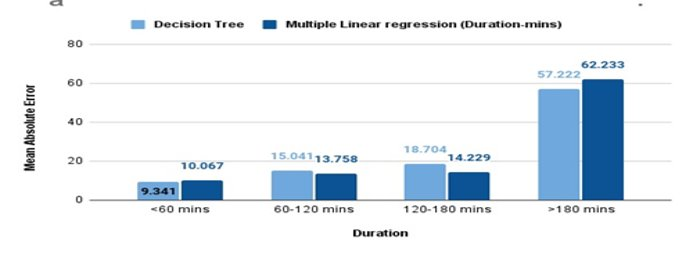 Decision Tree Multiple Linear regression (Duration-mins)
80
60
40
20
0
Mean Absolute Error
9.341 10.067
15.041 13.758
18.704 14.229
57.222 62.233
<60 mins 60-120 mins 120-180 mins >180 mins
Duration